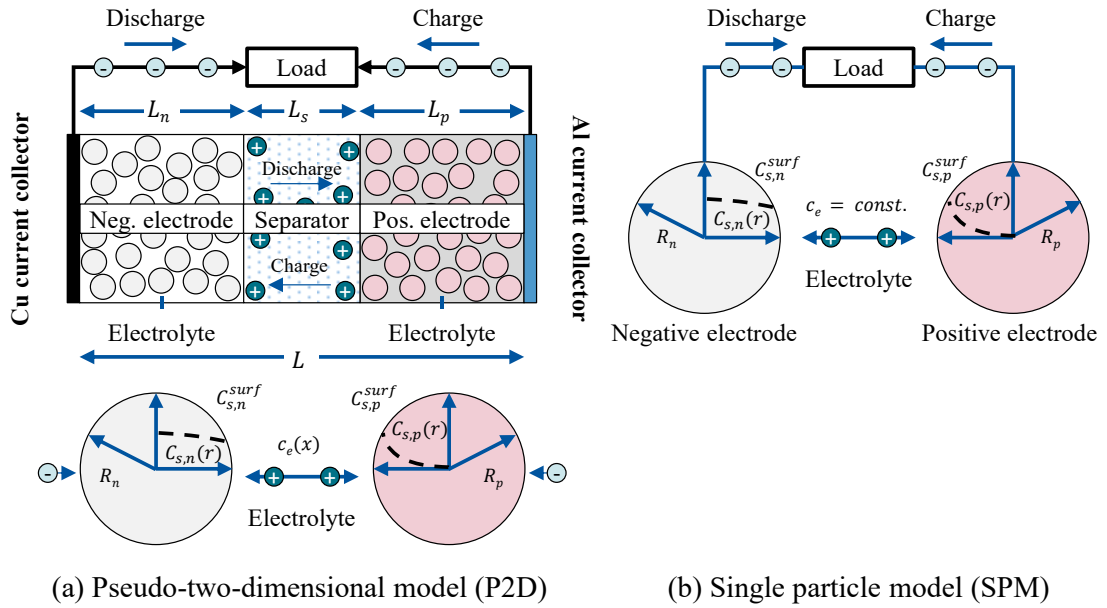 Discharge
Charge
- - - Load - - -
L_n
L_s
L_p
Cu current collector
Al current collector
+ +
Discharge
+ + +
Neg. electrode Separator Pos. electrode
+ +
Charge
+ +
Electrolyte
Electrolyte
L
C_{s,n}^{surf}
C_{s,n}(r)
R_n
-
c_e(x)
+ +
Electrolyte
C_{s,p}^{surf}
C_{s,p}(r)
R_p
-
(a) Pseudo-two-dimensional model (P2D)
Discharge
Charge
- - Load - -
C_{s,n}^{surf}
C_{s,n}(r)
R_n
Negative electrode
c_e = const.
+ +
Electrolyte
C_{s,p}^{surf}
C_{s,p}(r)
R_p
Positive electrode
(b) Single particle model (SPM)